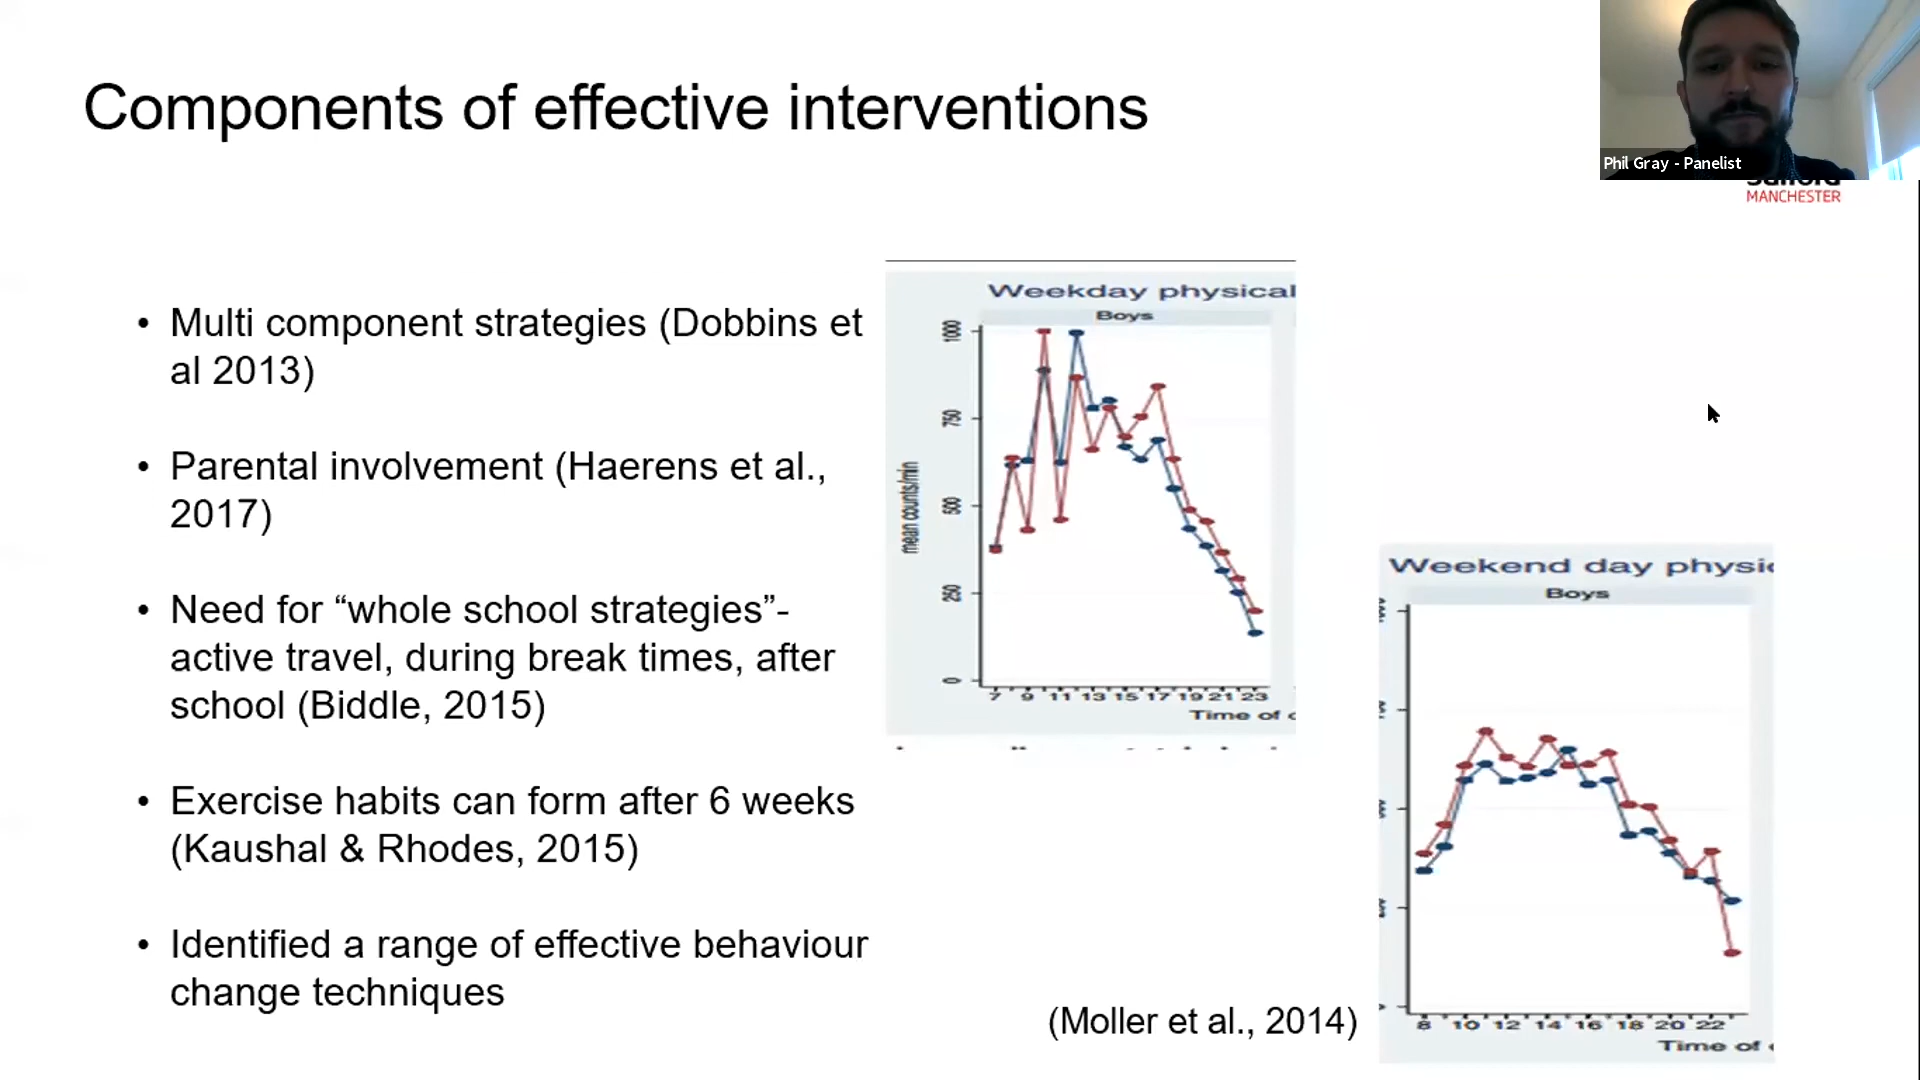 Components of effective interventions
Phil Gray - Panelist
MANCHESTER
• Multi component strategies (Dobbins et
al 2013)
• Parental involvement (Haerens et al.,
2017)
• Need for “whole school strategies”-
active travel, during break times, after
school (Biddle, 2015)
• Exercise habits can form after 6 weeks
(Kaushal & Rhodes, 2015)
• Identified a range of effective behaviour
change techniques
Weekday physical
Boys
1000
750
500
250
0
mean counts/min
7 9 11 13 15 17 19 21 23
Time of
Weekend day physic
Boys
8 10 12 14 16 18 20 22
Time of
(Moller et al., 2014)